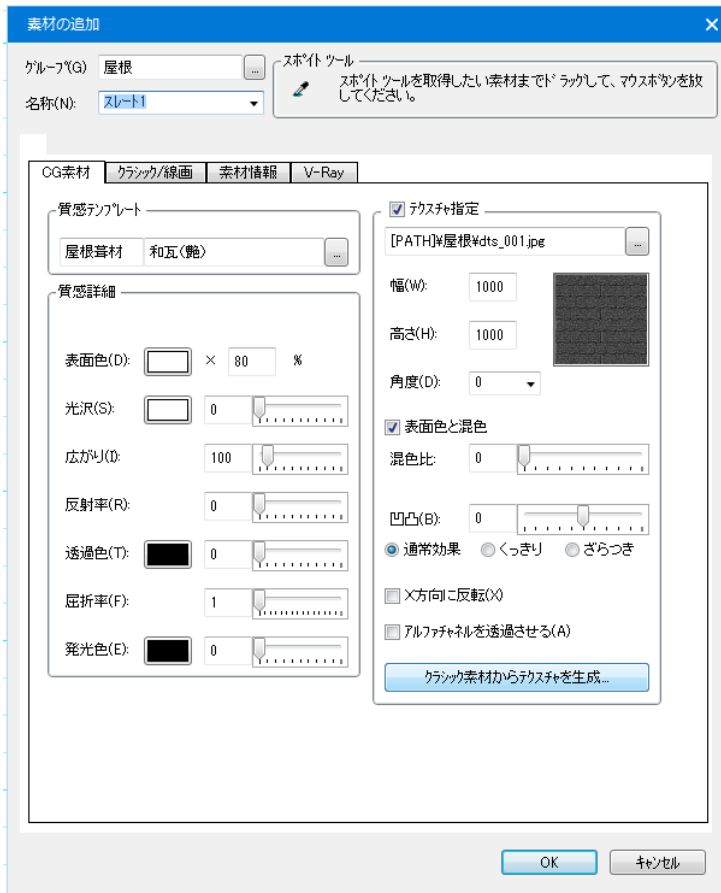 素材の追加
グループ(G)
屋根
...
スポイト ツール
スポイト ツールを取得したい素材までドラッグして、マウスボタンを放
してください。
名称(N):
スレート1
CG素材
クラシック/線画
素材情報
V-Ray
質感テンプレート
屋根葺材
和瓦(艶)
...
質感詳細
表面色(D):
×
80
%
光沢(S):
0
広がり(I):
100
反射率(R):
0
透過色(T):
0
屈折率(F):
1
発光色(E):
0
テクスチャ指定
[PATH]¥屋根¥dts_001.jpg
...
幅(W):
1000
高さ(H):
1000
角度(D):
0
表面色と混色
混色比:
0
凹凸(B):
0
通常効果
くっきり
ざらつき
X方向に反転(X)
アルファチャネルを透過させる(A)
クラシック素材からテクスチャを生成...
OK
キャンセル